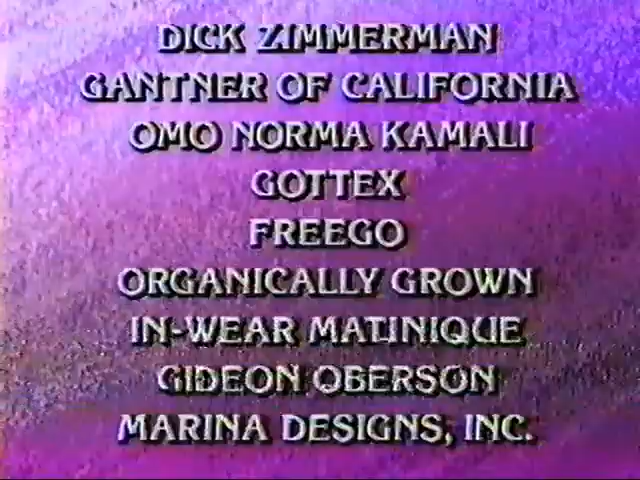 DICK ZIMMERMAN
GANTNER OF CALIFORNIA
OMO NORMA KAMALI
GOTTEX
FREEGO
ORGANICALLY GROWN
IN-WEAR MATINIQUE
GIDEON OBERSON
MARINA DESIGNS, INC.